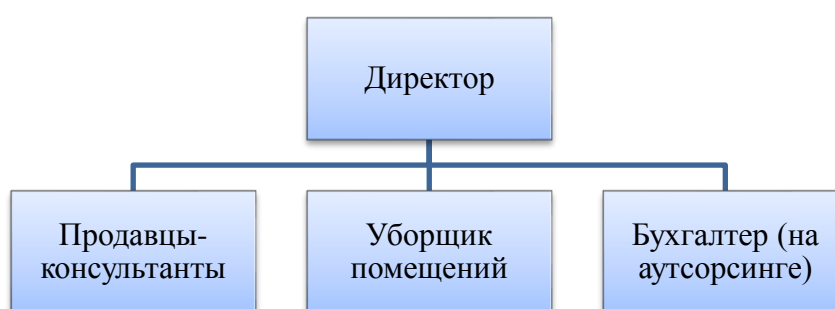 Директор
Продавцы-
консультанты
Уборщик
помещений
Бухгалтер (на
аутсорсинге)